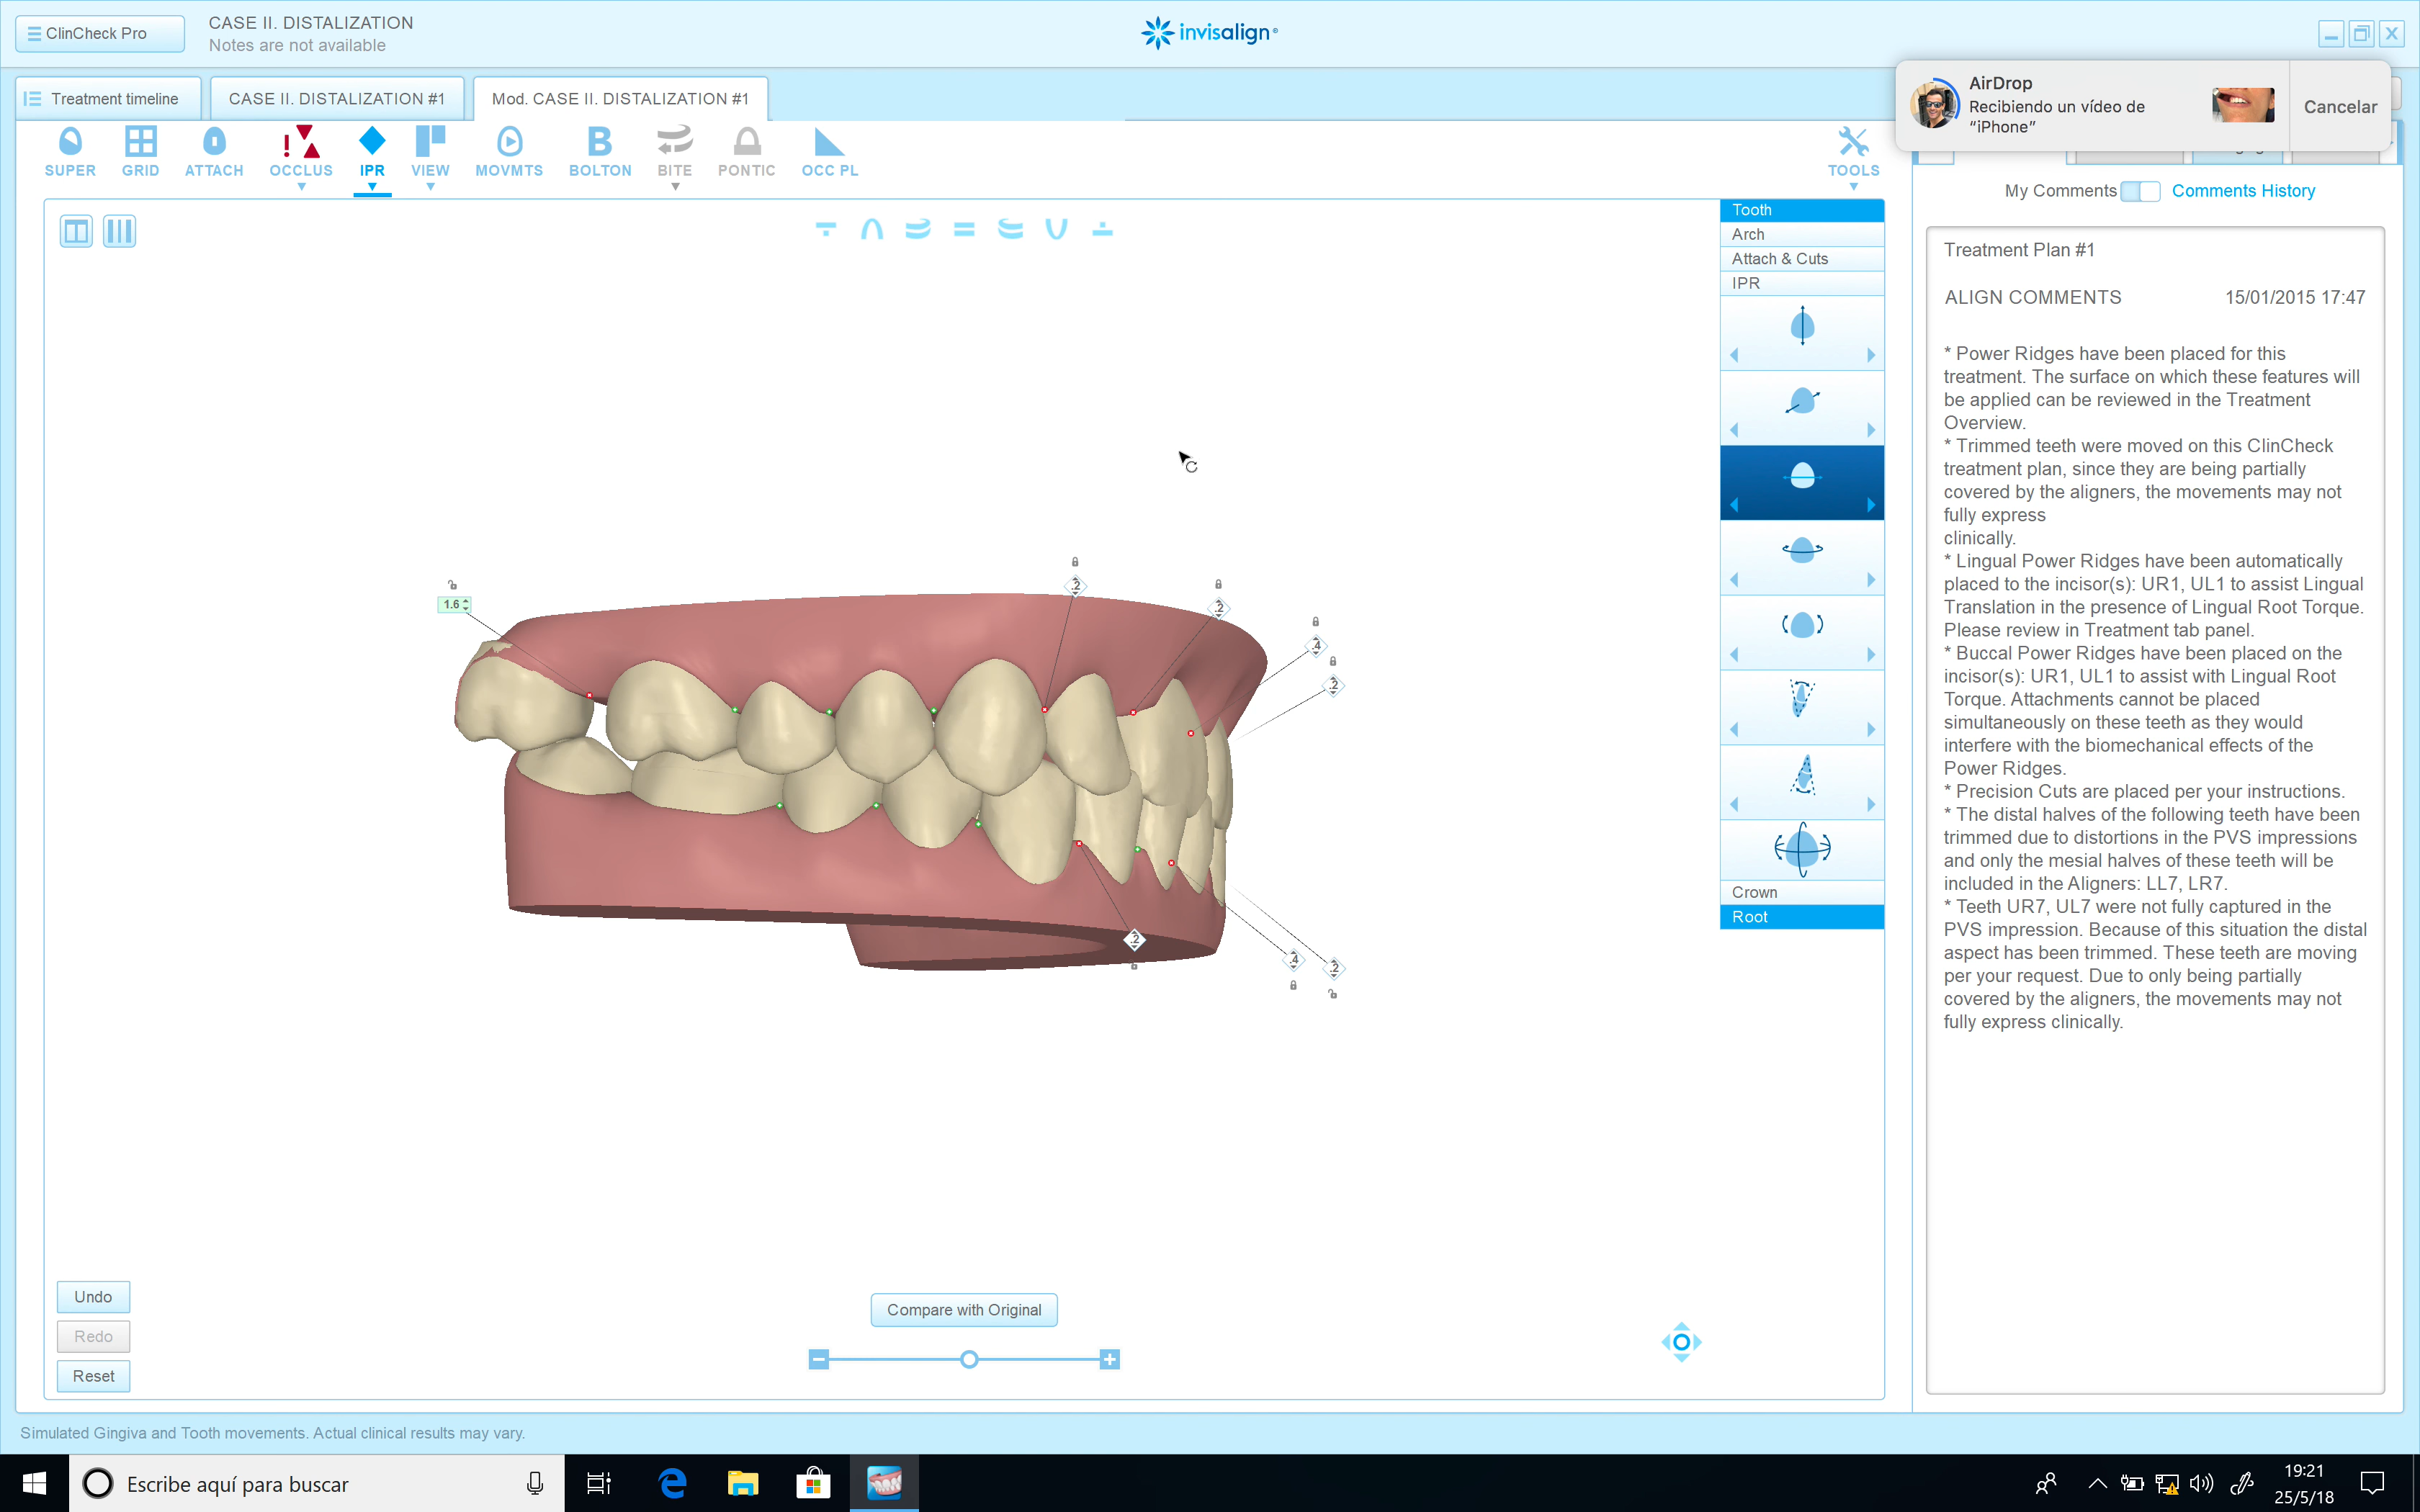 ClinCheck Pro
CASE II. DISTALIZATION
Notes are not available
invisalign
X
AirDrop
Recibiendo un vídeo de
“iPhone”
Cancelar
Treatment timeline
CASE II. DISTALIZATION #1
Mod. CASE II. DISTALIZATION #1
SUPER
GRID
ATTACH
OCCLUS
IPR
VIEW
MOVMTS
B
BOLTON
BITE
PONTIC
OCC PL
TOOLS
My Comments
Comments History
Tooth
Arch
Attach & Cuts
IPR
Crown
Root
Treatment Plan #1
ALIGN COMMENTS 15/01/2015 17:47
* Power Ridges have been placed for this
treatment. The surface on which these features will
be applied can be reviewed in the Treatment
Overview.
* Trimmed teeth were moved on this ClinCheck
treatment plan, since they are being partially
covered by the aligners, the movements may not
fully express
clinically.
* Lingual Power Ridges have been automatically
placed to the incisor(s): UR1, UL1 to assist Lingual
Translation in the presence of Lingual Root Torque.
Please review in Treatment tab panel.
* Buccal Power Ridges have been placed on the
incisor(s): UR1, UL1 to assist with Lingual Root
Torque. Attachments cannot be placed
simultaneously on these teeth as they would
interfere with the biomechanical effects of the
Power Ridges.
* Precision Cuts are placed per your instructions.
* The distal halves of the following teeth have been
trimmed due to distortions in the PVS impressions
and only the mesial halves of these teeth will be
included in the Aligners: LL7, LR7.
* Teeth UR7, UL7 were not fully captured in the
PVS impression. Because of this situation the distal
aspect has been trimmed. These teeth are moving
per your request. Due to only being partially
covered by the aligners, the movements may not
fully express clinically.
1.6
.2
.2
.4
.2
.2
.4
.2
Undo
Redo
Reset
Compare with Original
Simulated Gingiva and Tooth movements. Actual clinical results may vary.
Escribe aquí para buscar
19:21
25/5/18